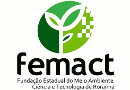 femact
Fundação Estadual do Meio Ambiente,
Ciência e Tecnologia de Roraima